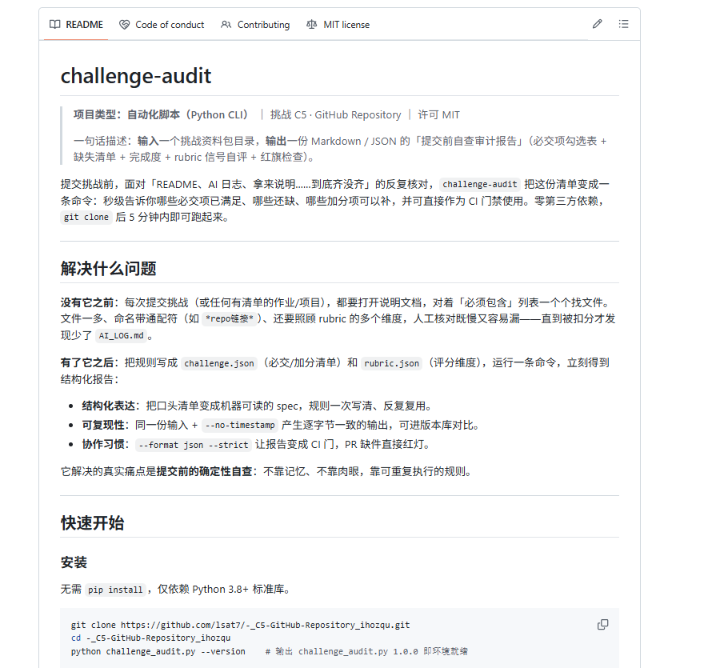 README Code of conduct Contributing MIT license
challenge-audit
项目类型：自动化脚本（Python CLI） ｜ 挑战 C5 · GitHub Repository ｜ 许可 MIT
一句话描述：输入一个挑战资料包目录，输出一份 Markdown / JSON 的「提交前自查审计报告」（必交项勾选表 +
缺失清单 + 完成度 + rubric 信号自评 + 红旗检查）。
提交挑战前，面对「README、AI 日志、拿来说明……到底齐没齐」的反复核对，challenge-audit 把这份清单变成一
条命令：秒级告诉你哪些必交项已满足、哪些还缺、哪些加分项可以补，并可直接作为 CI 门禁使用。零第三方依赖，
git clone 后 5 分钟内即可跑起来。
解决什么问题
没有它之前：每次提交挑战（或任何有清单的作业/项目），都要打开说明文档，对着「必须包含」列表一个个找文件。
文件一多、命名带通配符（如 *repo链接*）、还要照顾 rubric 的多个维度，人工核对既慢又容易漏——直到被扣分才发
现少了 AI_LOG.md。
有了它之后：把规则写成 challenge.json（必交/加分清单）和 rubric.json（评分维度），运行一条命令，立刻得到
结构化报告：
• 结构化表达：把口头清单变成机器可读的 spec，规则一次写清、反复复用。
• 可复现性：同一份输入 + --no-timestamp 产生逐字节一致的输出，可进版本库对比。
• 协作习惯：--format json --strict 让报告变成 CI 门，PR 缺件直接红灯。
它解决的真实痛点是提交前的确定性自查：不靠记忆、不靠肉眼，靠可重复执行的规则。
快速开始
安装
无需 pip install，仅依赖 Python 3.8+ 标准库。
git clone https://github.com/lsat7/-_C5-GitHub-Repository_ihozqu.git
cd -_C5-GitHub-Repository_ihozqu
python challenge_audit.py --version # 输出 challenge_audit.py 1.0.0 即环境就绪